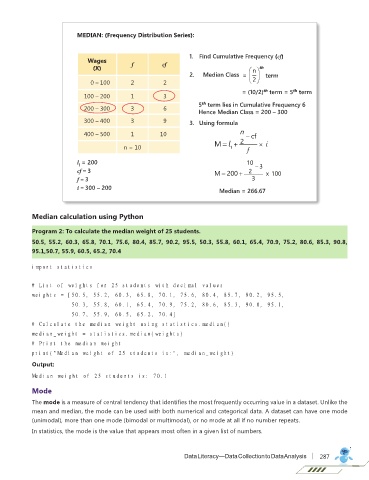 MEDIAN: (Frequency Distribution Series):
Wages (X) f cf
0 – 100 2 2
100 – 200 1 3
200 – 300 3 6
300 – 400 3 9
400 – 500 1 10
n = 10
l₁ = 200
cf = 3
f = 3
i = 300 – 200
1. Find Cumulative Frequency (cf)
2. Median Class = (n/2)th term
= (10/2)th term = 5th term
5th term lies in Cumulative Frequency 6
Hence Median Class = 200 – 300
3. Using formula
M = l₁ + (n/2 – cf)/f × i
M = 200 + (10/2 – 3)/3 x 100
Median = 266.67
Median calculation using Python
Program 2: To calculate the median weight of 25 students.
50.5, 55.2, 60.3, 65.8, 70.1, 75.6, 80.4, 85.7, 90.2, 95.5, 50.3, 55.8, 60.1, 65.4, 70.9, 75.2, 80.6, 85.3, 90.8,
95.1,50.7, 55.9, 60.5, 65.2, 70.4
import statistics
# List of weights for 25 students with decimal values
weights = [50.5, 55.2, 60.3, 65.8, 70.1, 75.6, 80.4, 85.7, 90.2, 95.5,
50.3, 55.8, 60.1, 65.4, 70.9, 75.2, 80.6, 85.3, 90.8, 95.1,
50.7, 55.9, 60.5, 65.2, 70.4]
# Calculate the median weight using statistics.median()
median_weight = statistics.median(weights)
# Print the median weight
print("Median weight of 25 students is:", median_weight)
Output:
Median weight of 25 students is: 70.1
Mode
The mode is a measure of central tendency that identifies the most frequently occurring value in a dataset. Unlike the
mean and median, the mode can be used with both numerical and categorical data. A dataset can have one mode
(unimodal), more than one mode (bimodal or multimodal), or no mode at all if no number repeats.
In statistics, the mode is the value that appears most often in a given list of numbers.
Data Literacy—Data Collection to Data Analysis 287